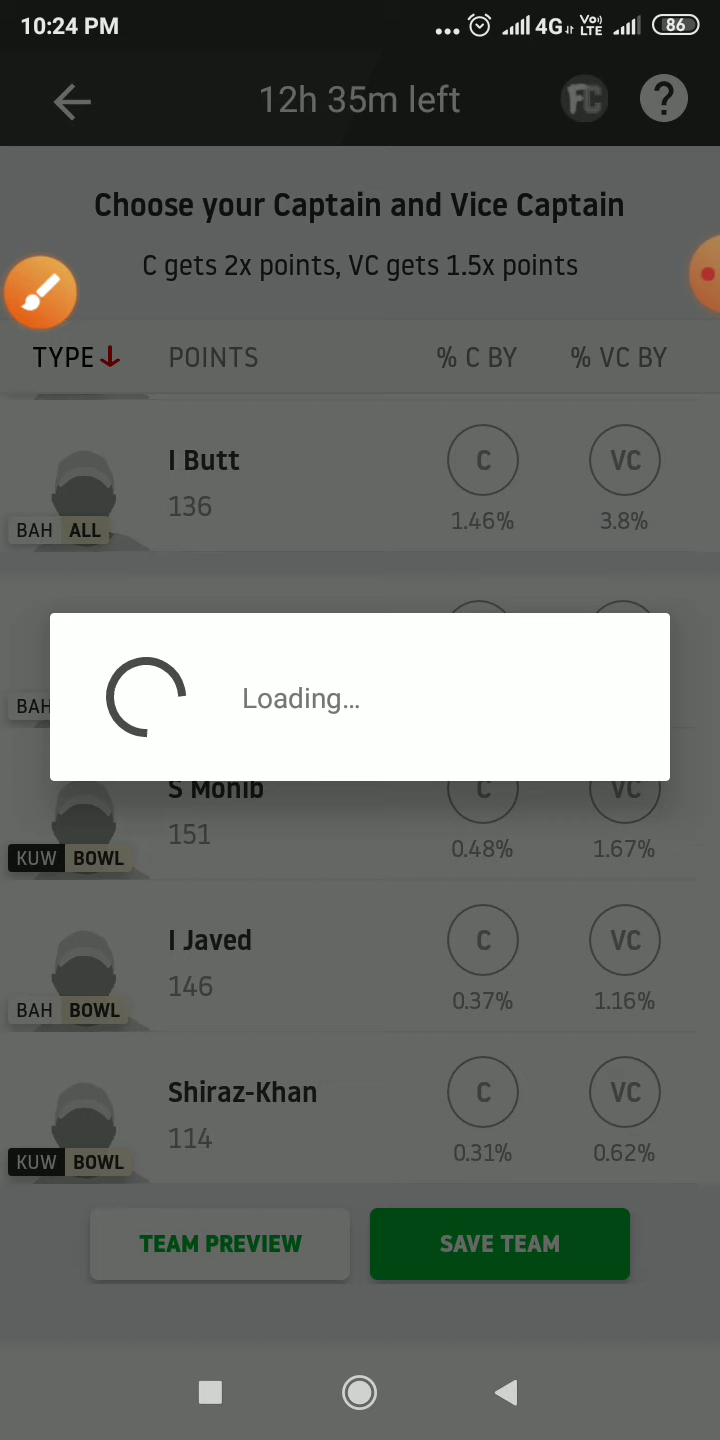 10:24 PM
4G Vo) LTE 86
12h 35m left FC ?
Choose your Captain and Vice Captain
C gets 2x points, VC gets 1.5x points
TYPE POINTS % C BY % VC BY
I Butt C VC
136
BAH ALL 1.46% 3.8%
BAH
Loading...
S Monib C VC
151
KUW BOWL 0.48% 1.67%
I Javed C VC
146
BAH BOWL 0.37% 1.16%
Shiraz-Khan C VC
114
KUW BOWL 0.31% 0.62%
TEAM PREVIEW SAVE TEAM